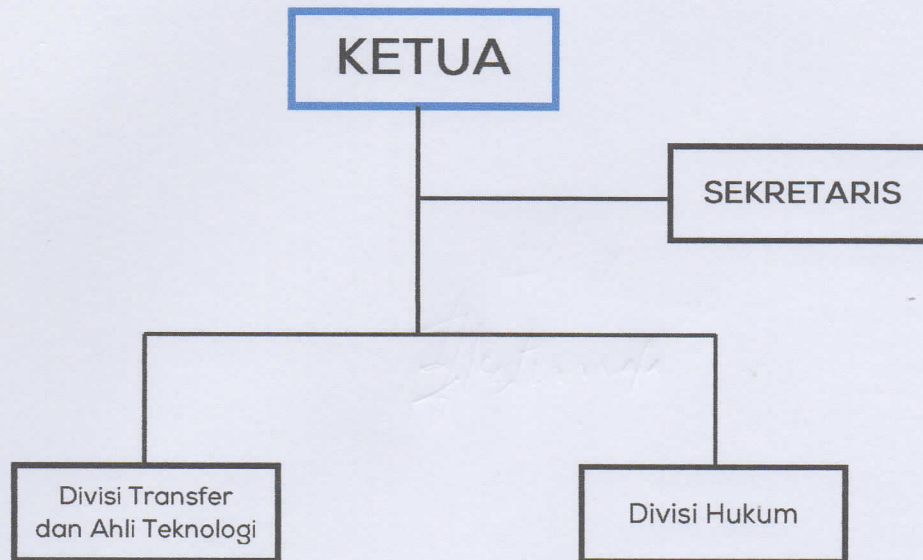 KETUA
SEKRETARIS
Divisi Transfer
dan Ahli Teknologi
Divisi Hukum